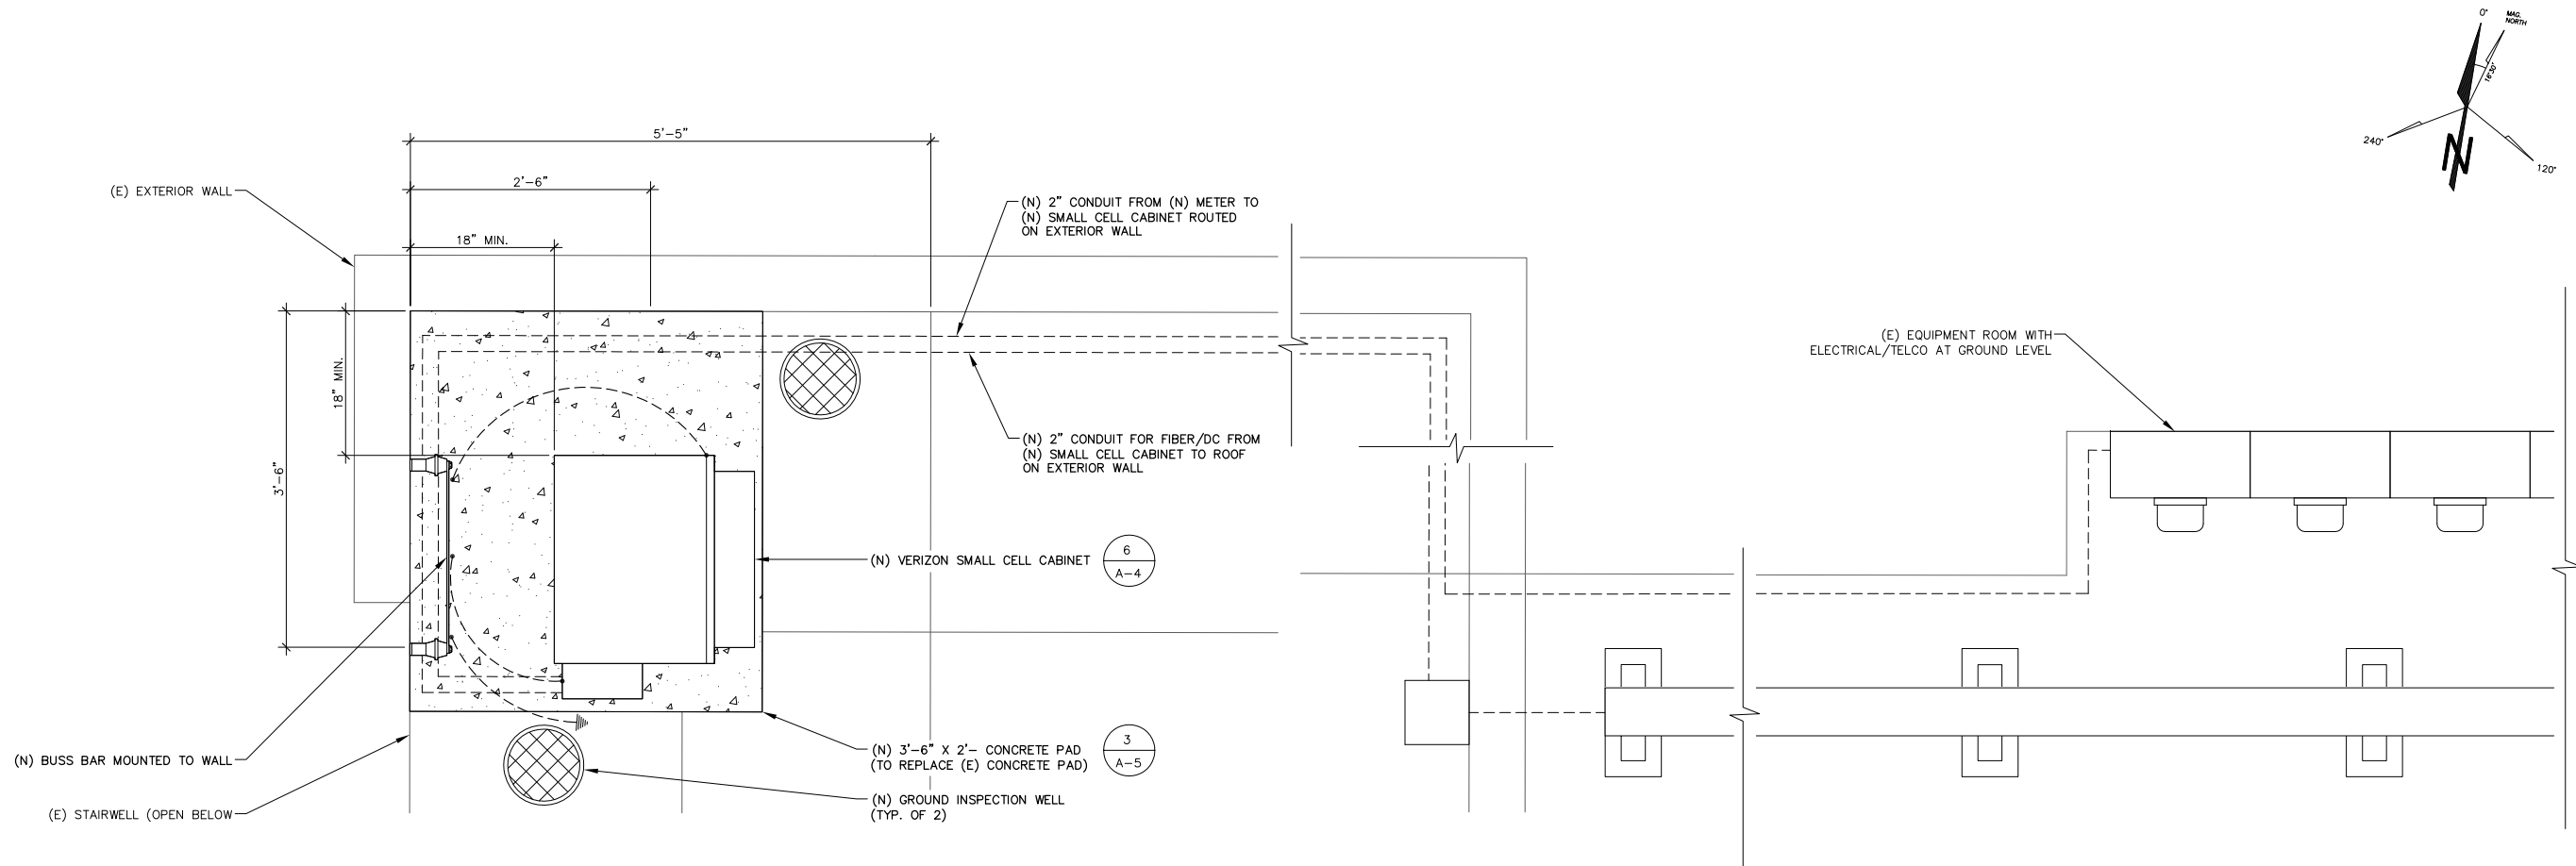 0°
MAG.
NORTH
16°30'
240°
120°
N
5'-5"
2'-6"
18" MIN.
(E) EXTERIOR WALL
(N) 2" CONDUIT FROM (N) METER TO
(N) SMALL CELL CABINET ROUTED
ON EXTERIOR WALL
18" MIN.
3'-6"
(E) EQUIPMENT ROOM WITH
ELECTRICAL/TELCO AT GROUND LEVEL
(N) 2" CONDUIT FOR FIBER/DC FROM
(N) SMALL CELL CABINET TO ROOF
ON EXTERIOR WALL
(N) VERIZON SMALL CELL CABINET
6
A-4
(N) BUSS BAR MOUNTED TO WALL
(N) 3'-6" X 2'- CONCRETE PAD
(TO REPLACE (E) CONCRETE PAD)
3
A-5
(E) STAIRWELL (OPEN BELOW
(N) GROUND INSPECTION WELL
(TYP. OF 2)